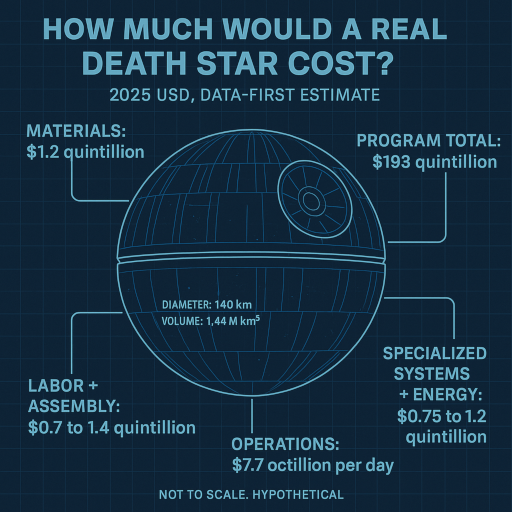 HOW MUCH WOULD A REAL
DEATH STAR COST?
2025 USD, DATA-FIRST ESTIMATE
MATERIALS:
$1.2 quintillion
PROGRAM TOTAL:
$193 quintillion
DIAMETER: 140 km
VOLUME: 1,44 M km⁵
LABOR +
ASSEMBLY:
$0.7 to 1.4 quintillion
SPECIALIZED
SYSTEMS
+ ENERGY:
$0.75 to 1.2
quintillion
OPERATIONS:
$7.7 octillion per day
NOT TO SCALE. HYPOTHETICAL